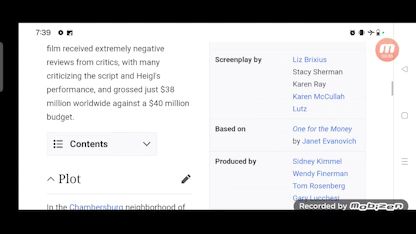 7:39
film received extremely negative
reviews from critics, with many
criticizing the script and Heigl's
performance, and grossed just $38
million worldwide against a $40 million
budget.
Contents
Plot
In the Chambersburg neighborhood of
Screenplay by
Liz Brixius
Stacy Sherman
Karen Ray
Karen McCullah
Lutz
Based on
One for the Money
by Janet Evanovich
Produced by
Sidney Kimmel
Wendy Finerman
Tom Rosenberg
Gary Lucchesi
Recorded by Mobizen